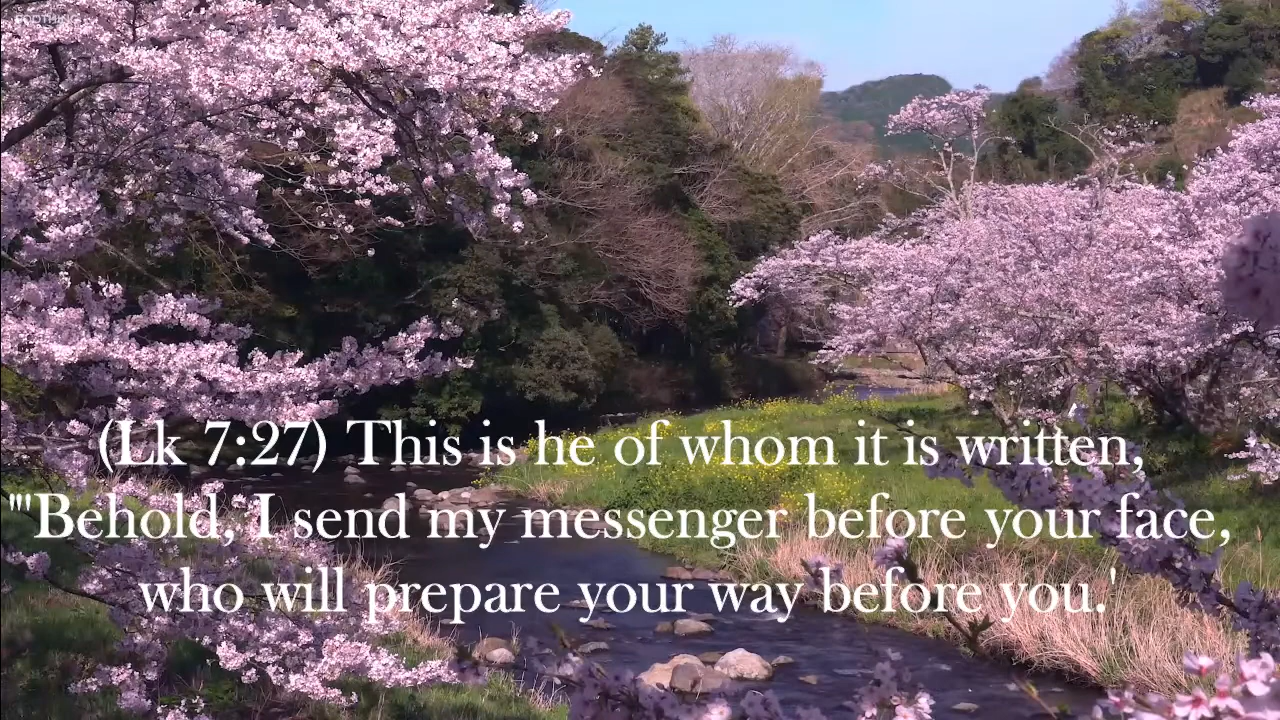 SOOTHING
(Lk 7:27) This is he of whom it is written,
"'Behold, I send my messenger before your face,
who will prepare your way before you.'